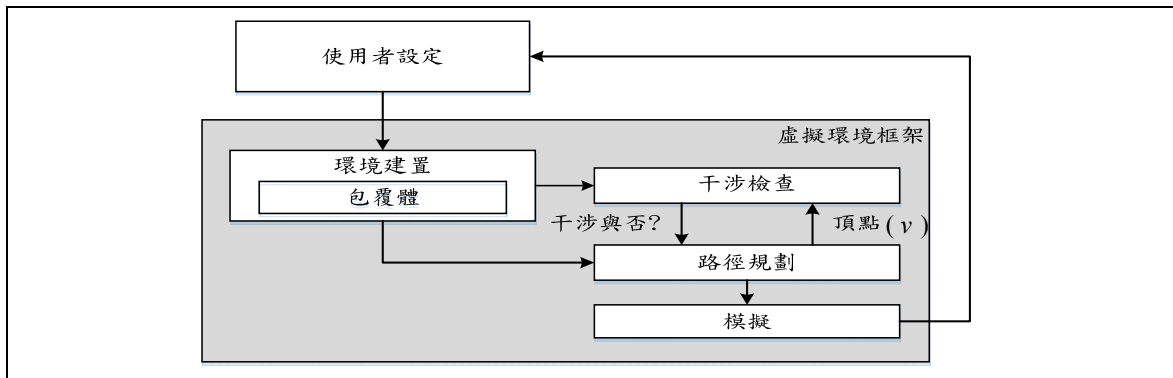 使用者設定
虛擬環境框架
環境建置
包覆體
干涉檢查
干涉與否?
頂點(v)
路徑規劃
模擬